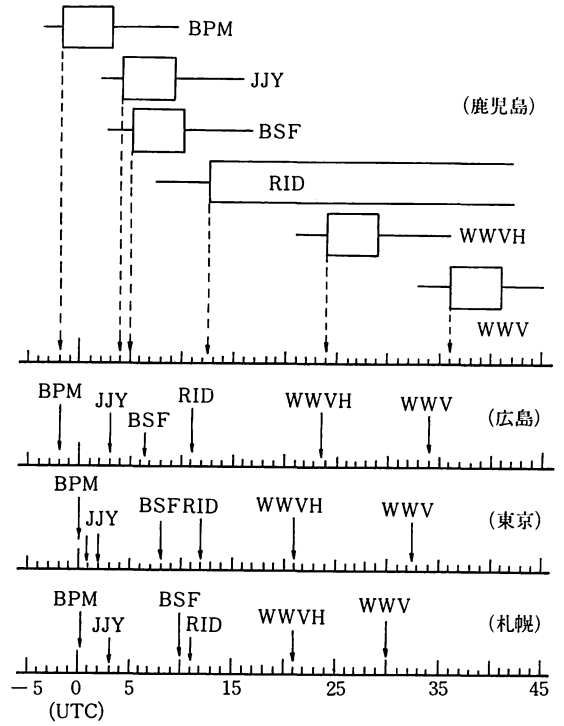 BPM
JJY
(鹿児島)
BSF
RID
WWVH
WWV
BPM JJY BSF RID WWVH WWV (広島)
BPM JJY BSF RID WWVH WWV (東京)
BPM JJY BSF RID WWVH WWV (札幌)
-5 0 5 15 25 35 45
(UTC)